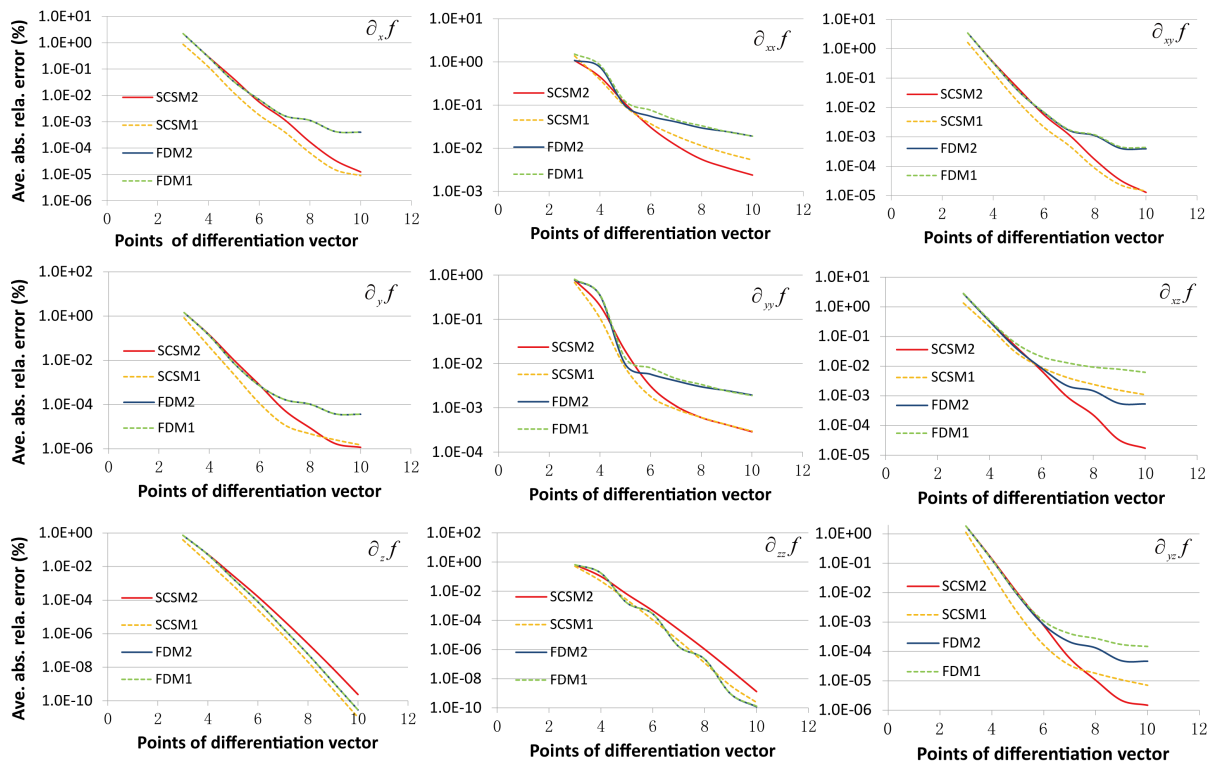 Ave. abs. rela. error (%)
∂ₓf
1.0E+01
1.0E+00
1.0E-01
1.0E-02
1.0E-03
1.0E-04
1.0E-05
1.0E-06
SCSM2
SCSM1
FDM2
FDM1
0 2 4 6 8 10 12
Points of differentiation vector
∂ₓₓf
1.0E+02
1.0E+01
1.0E+00
1.0E-01
1.0E-02
1.0E-03
SCSM2
SCSM1
FDM2
FDM1
0 2 4 6 8 10 12
Points of differentiation vector
∂xyf
1.0E+01
1.0E+00
1.0E-01
1.0E-02
1.0E-03
1.0E-04
1.0E-05
SCSM2
SCSM1
FDM2
FDM1
0 2 4 6 8 10 12
Points of differentiation vector
Ave. abs. rela. error (%)
∂yf
1.0E+02
1.0E+00
1.0E-02
1.0E-04
1.0E-06
SCSM2
SCSM1
FDM2
FDM1
0 2 4 6 8 10 12
Points of differentiation vector
∂yyf
1.0E+00
1.0E-01
1.0E-02
1.0E-03
1.0E-04
SCSM2
SCSM1
FDM2
FDM1
0 2 4 6 8 10 12
Points of differentiation vector
∂xzf
1.0E+01
1.0E+00
1.0E-01
1.0E-02
1.0E-03
1.0E-04
1.0E-05
SCSM2
SCSM1
FDM2
FDM1
0 2 4 6 8 10 12
Points of differentiation vector
Ave. abs. rela. error (%)
∂zf
1.0E+00
1.0E-02
1.0E-04
1.0E-06
1.0E-08
1.0E-10
SCSM2
SCSM1
FDM2
FDM1
0 2 4 6 8 10 12
Points of differentiation vector
∂zzf
1.0E+02
1.0E+00
1.0E-02
1.0E-04
1.0E-06
1.0E-08
1.0E-10
SCSM2
SCSM1
FDM2
FDM1
0 2 4 6 8 10 12
Points of differentiation vector
∂yzf
1.0E+00
1.0E-01
1.0E-02
1.0E-03
1.0E-04
1.0E-05
1.0E-06
SCSM2
SCSM1
FDM2
FDM1
0 2 4 6 8 10 12
Points of differentiation vector